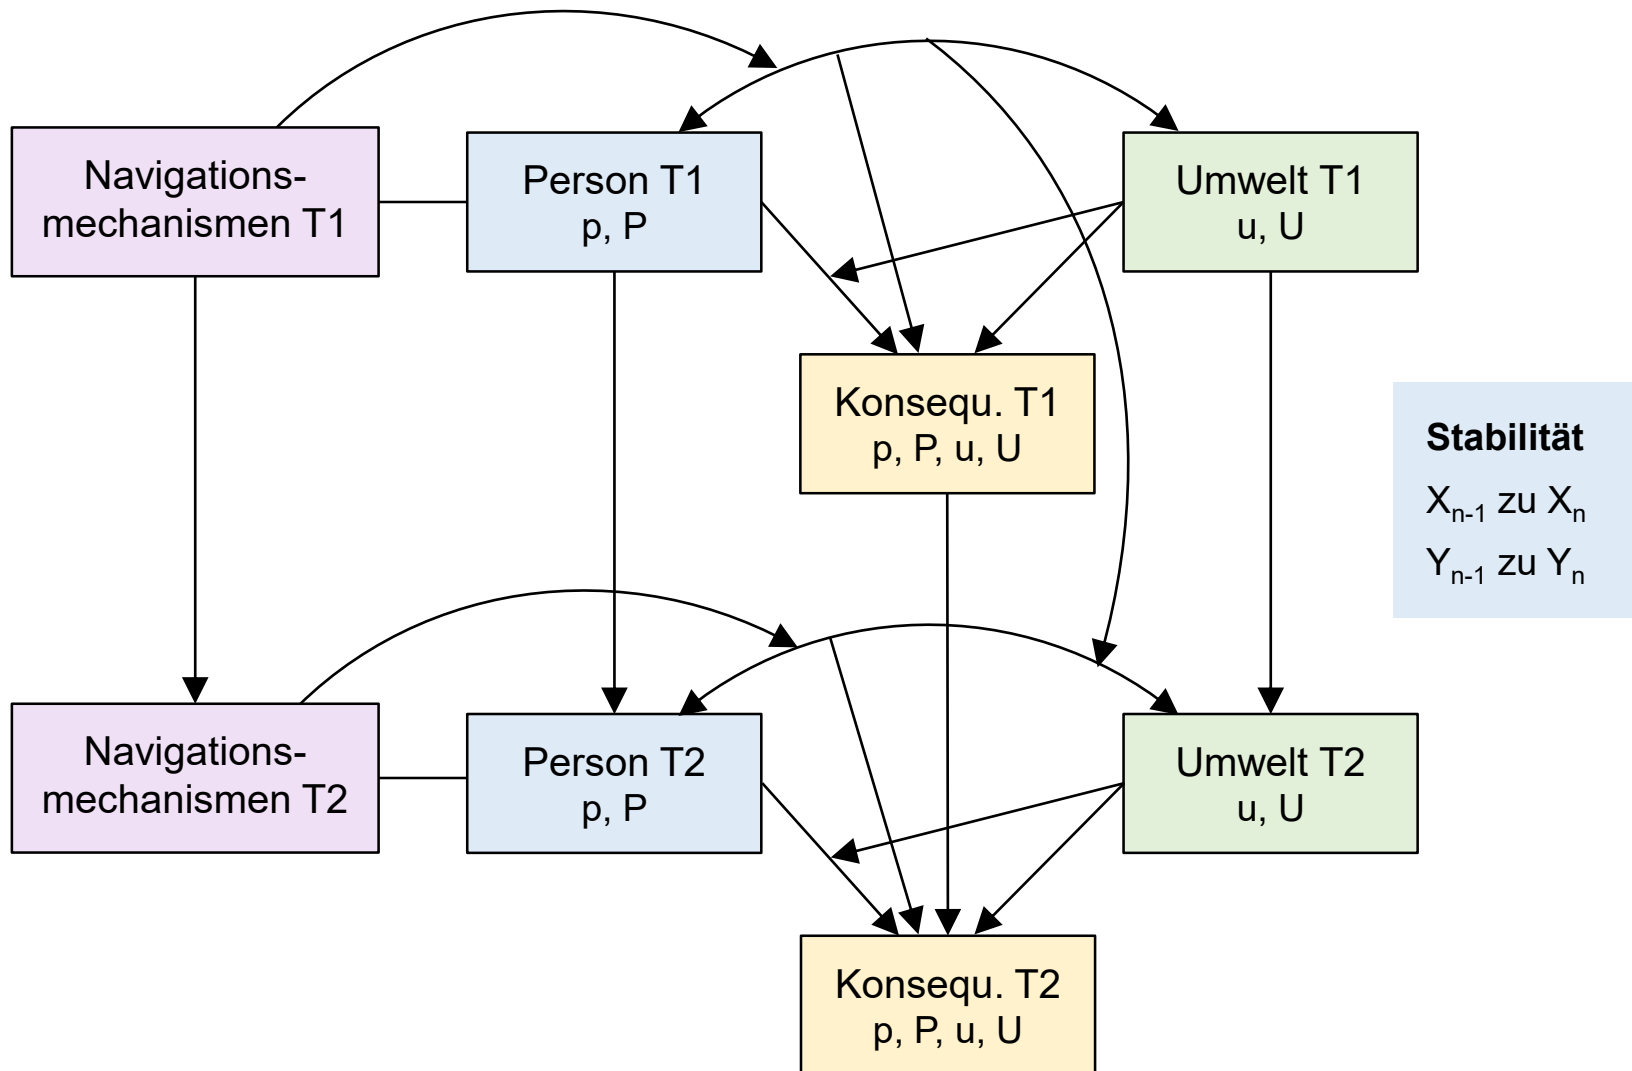 Navigations-
mechanismen T1
Person T1
p, P
Umwelt T1
u, U
Konsequ. T1
p, P, u, U
Stabilität
Xn-1 zu Xn
Yn-1 zu Yn
Navigations-
mechanismen T2
Person T2
p, P
Umwelt T2
u, U
Konsequ. T2
p, P, u, U